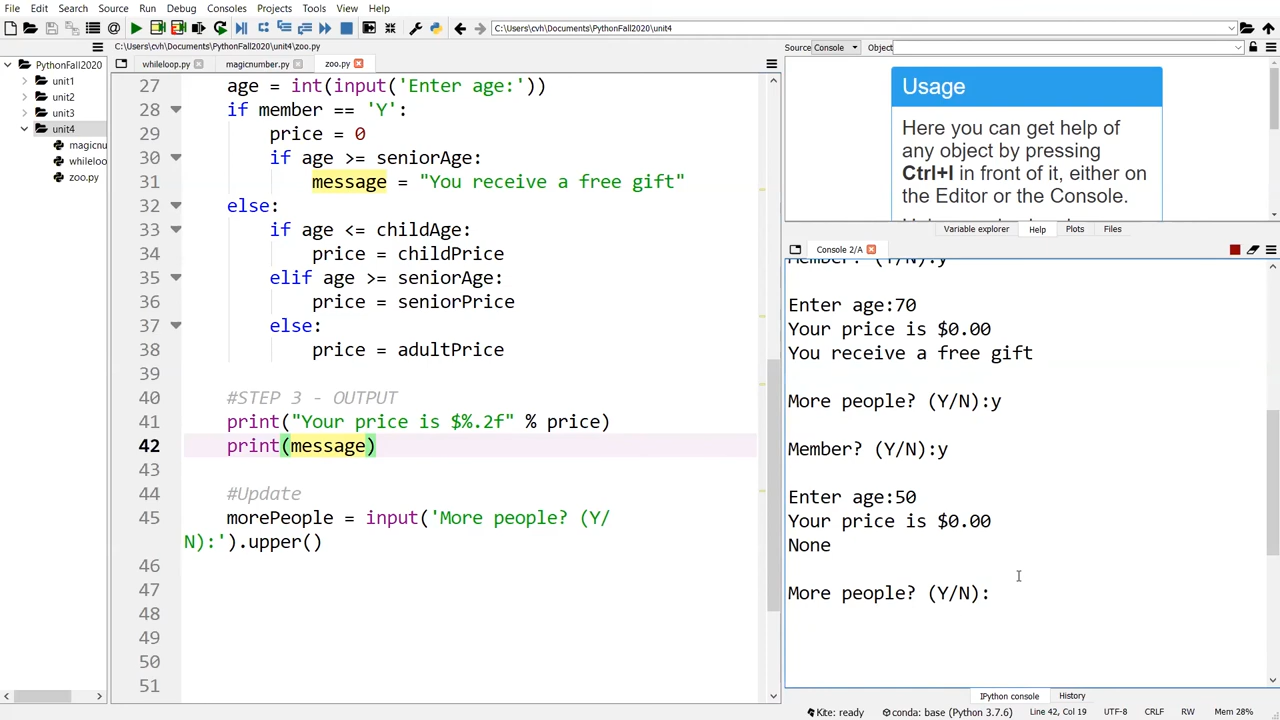 File Edit Search Source Run Debug Consoles Projects Tools View Help
C:\Users\cvh\Documents\PythonFall2020\unit4
C:\Users\cvh\Documents\PythonFall2020\unit4\zoo.py
PythonFall2020
unit1
unit2
unit3
unit4
magicnu
whileloo
zoo.py
whileloop.py magicnumber.py zoo.py
27 age = int(input('Enter age:'))
28 if member == 'Y':
29 price = 0
30 if age >= seniorAge:
31 message = "You receive a free gift"
32 else:
33 if age <= childAge:
34 price = childPrice
35 elif age >= seniorAge:
36 price = seniorPrice
37 else:
38 price = adultPrice
39
40 #STEP 3 - OUTPUT
41 print("Your price is $%.2f" % price)
42 print(message)
43
44 #Update
45 morePeople = input('More people? (Y/
N):').upper()
46
47
48
49
50
51
Source Console Object
Usage
Here you can get help of
any object by pressing
Ctrl+I in front of it, either on
the Editor or the Console.
Variable explorer Help Plots Files
Console 2/A
Member? (Y/N):y
Enter age:70
Your price is $0.00
You receive a free gift
More people? (Y/N):y
Member? (Y/N):y
Enter age:50
Your price is $0.00
None
More people? (Y/N):
IPython console History
Kite: ready conda: base (Python 3.7.6) Line 42, Col 19 UTF-8 CRLF RW Mem 28%